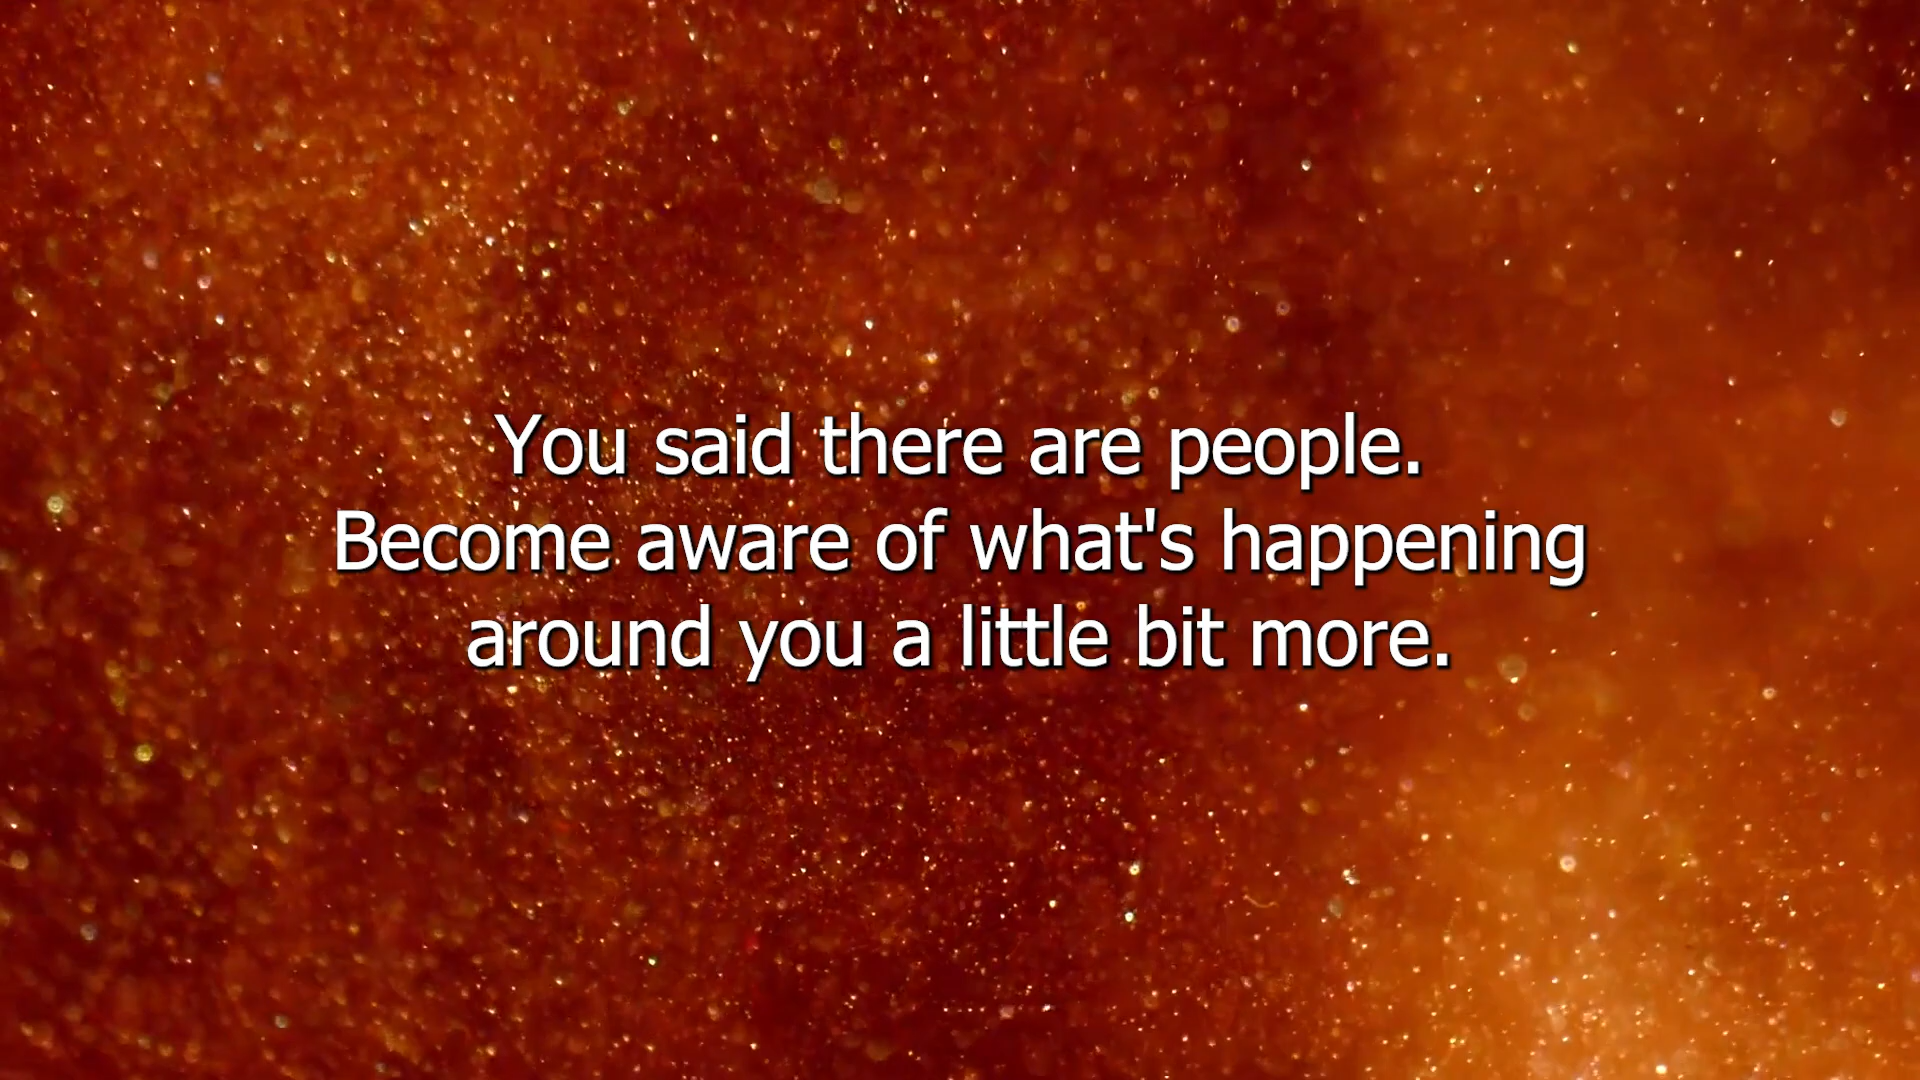 You said there are people.
Become aware of what's happening
around you a little bit more.